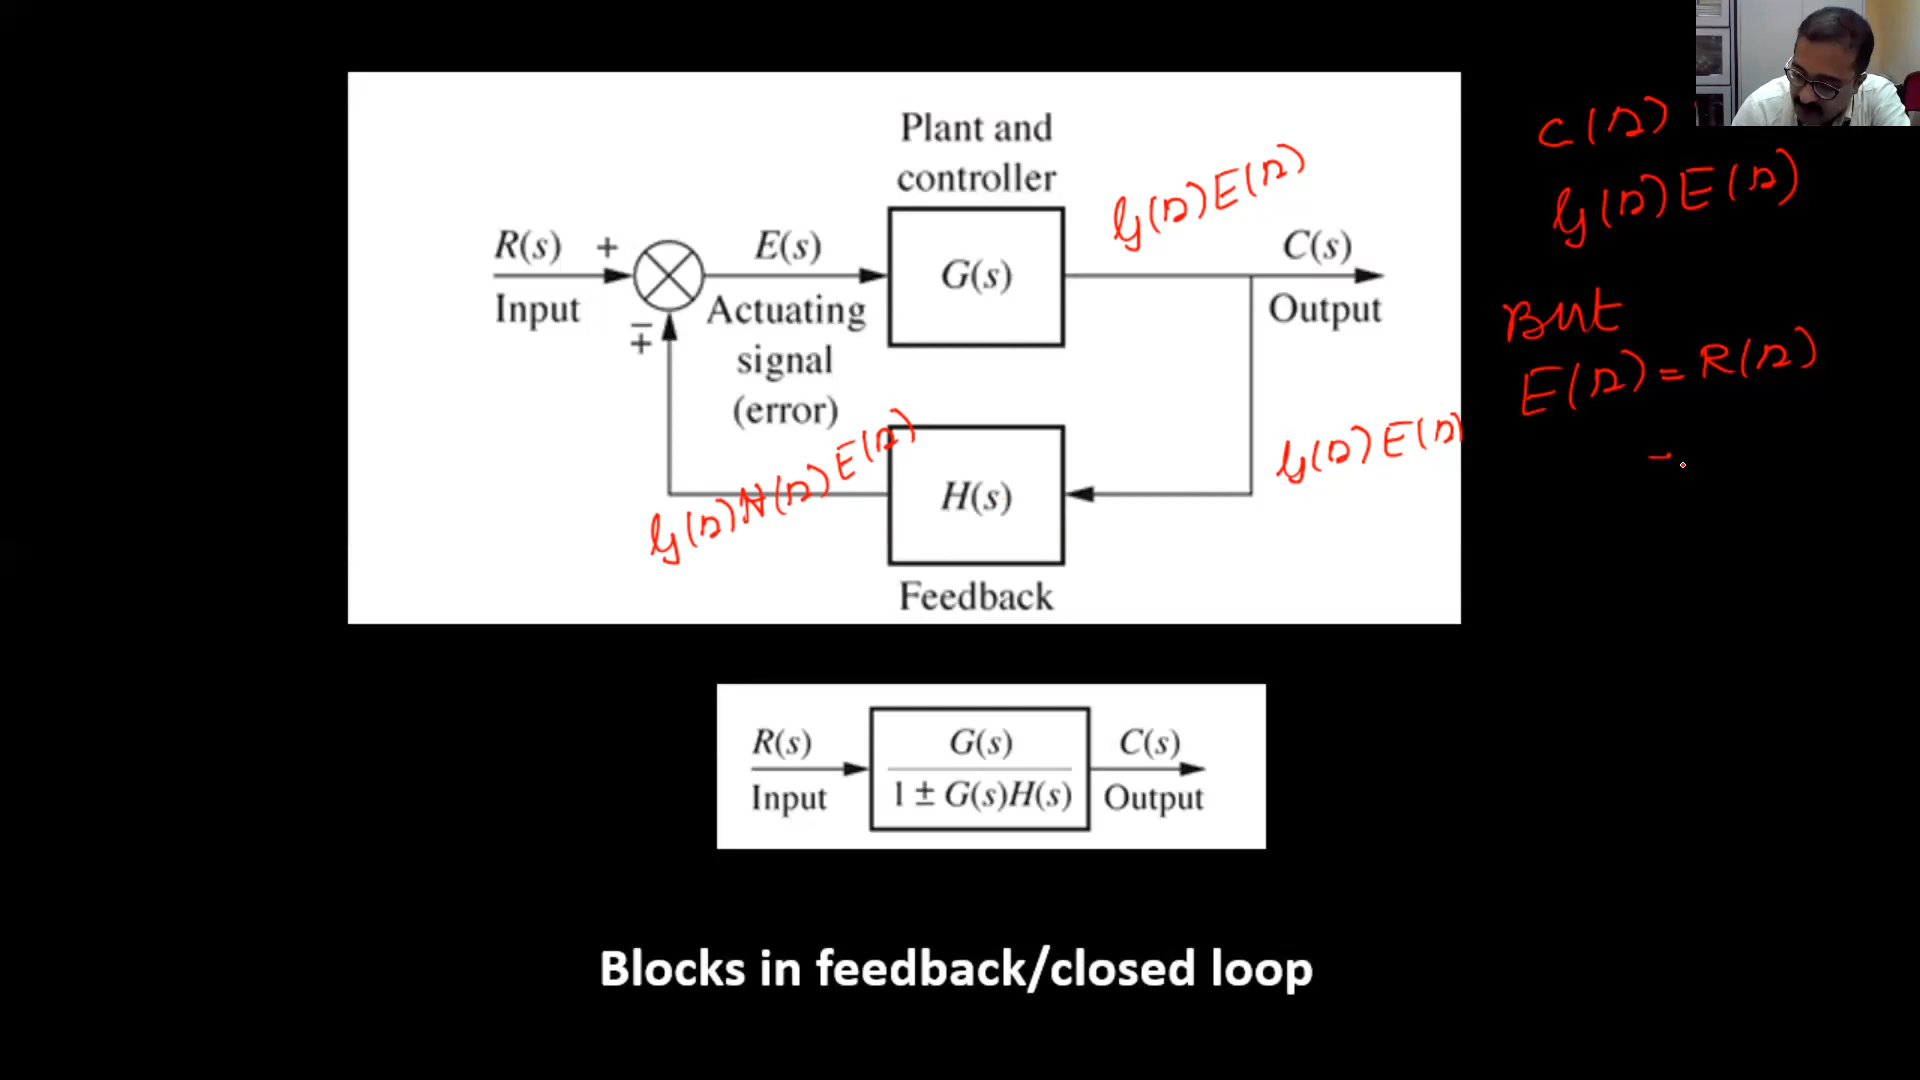 Plant and
controller
G(s)E(s)
R(s) +
E(s)
G(s)
C(s)
Input
Actuating
signal
(error)
Output
∓
G(s)H(s)E(s)
H(s)
G(s)E(s)
Feedback
C(s)
G(s)E(s)
But
E(s) = R(s)
-
R(s)
G(s)
C(s)
Input
1 ± G(s)H(s)
Output
Blocks in feedback/closed loop